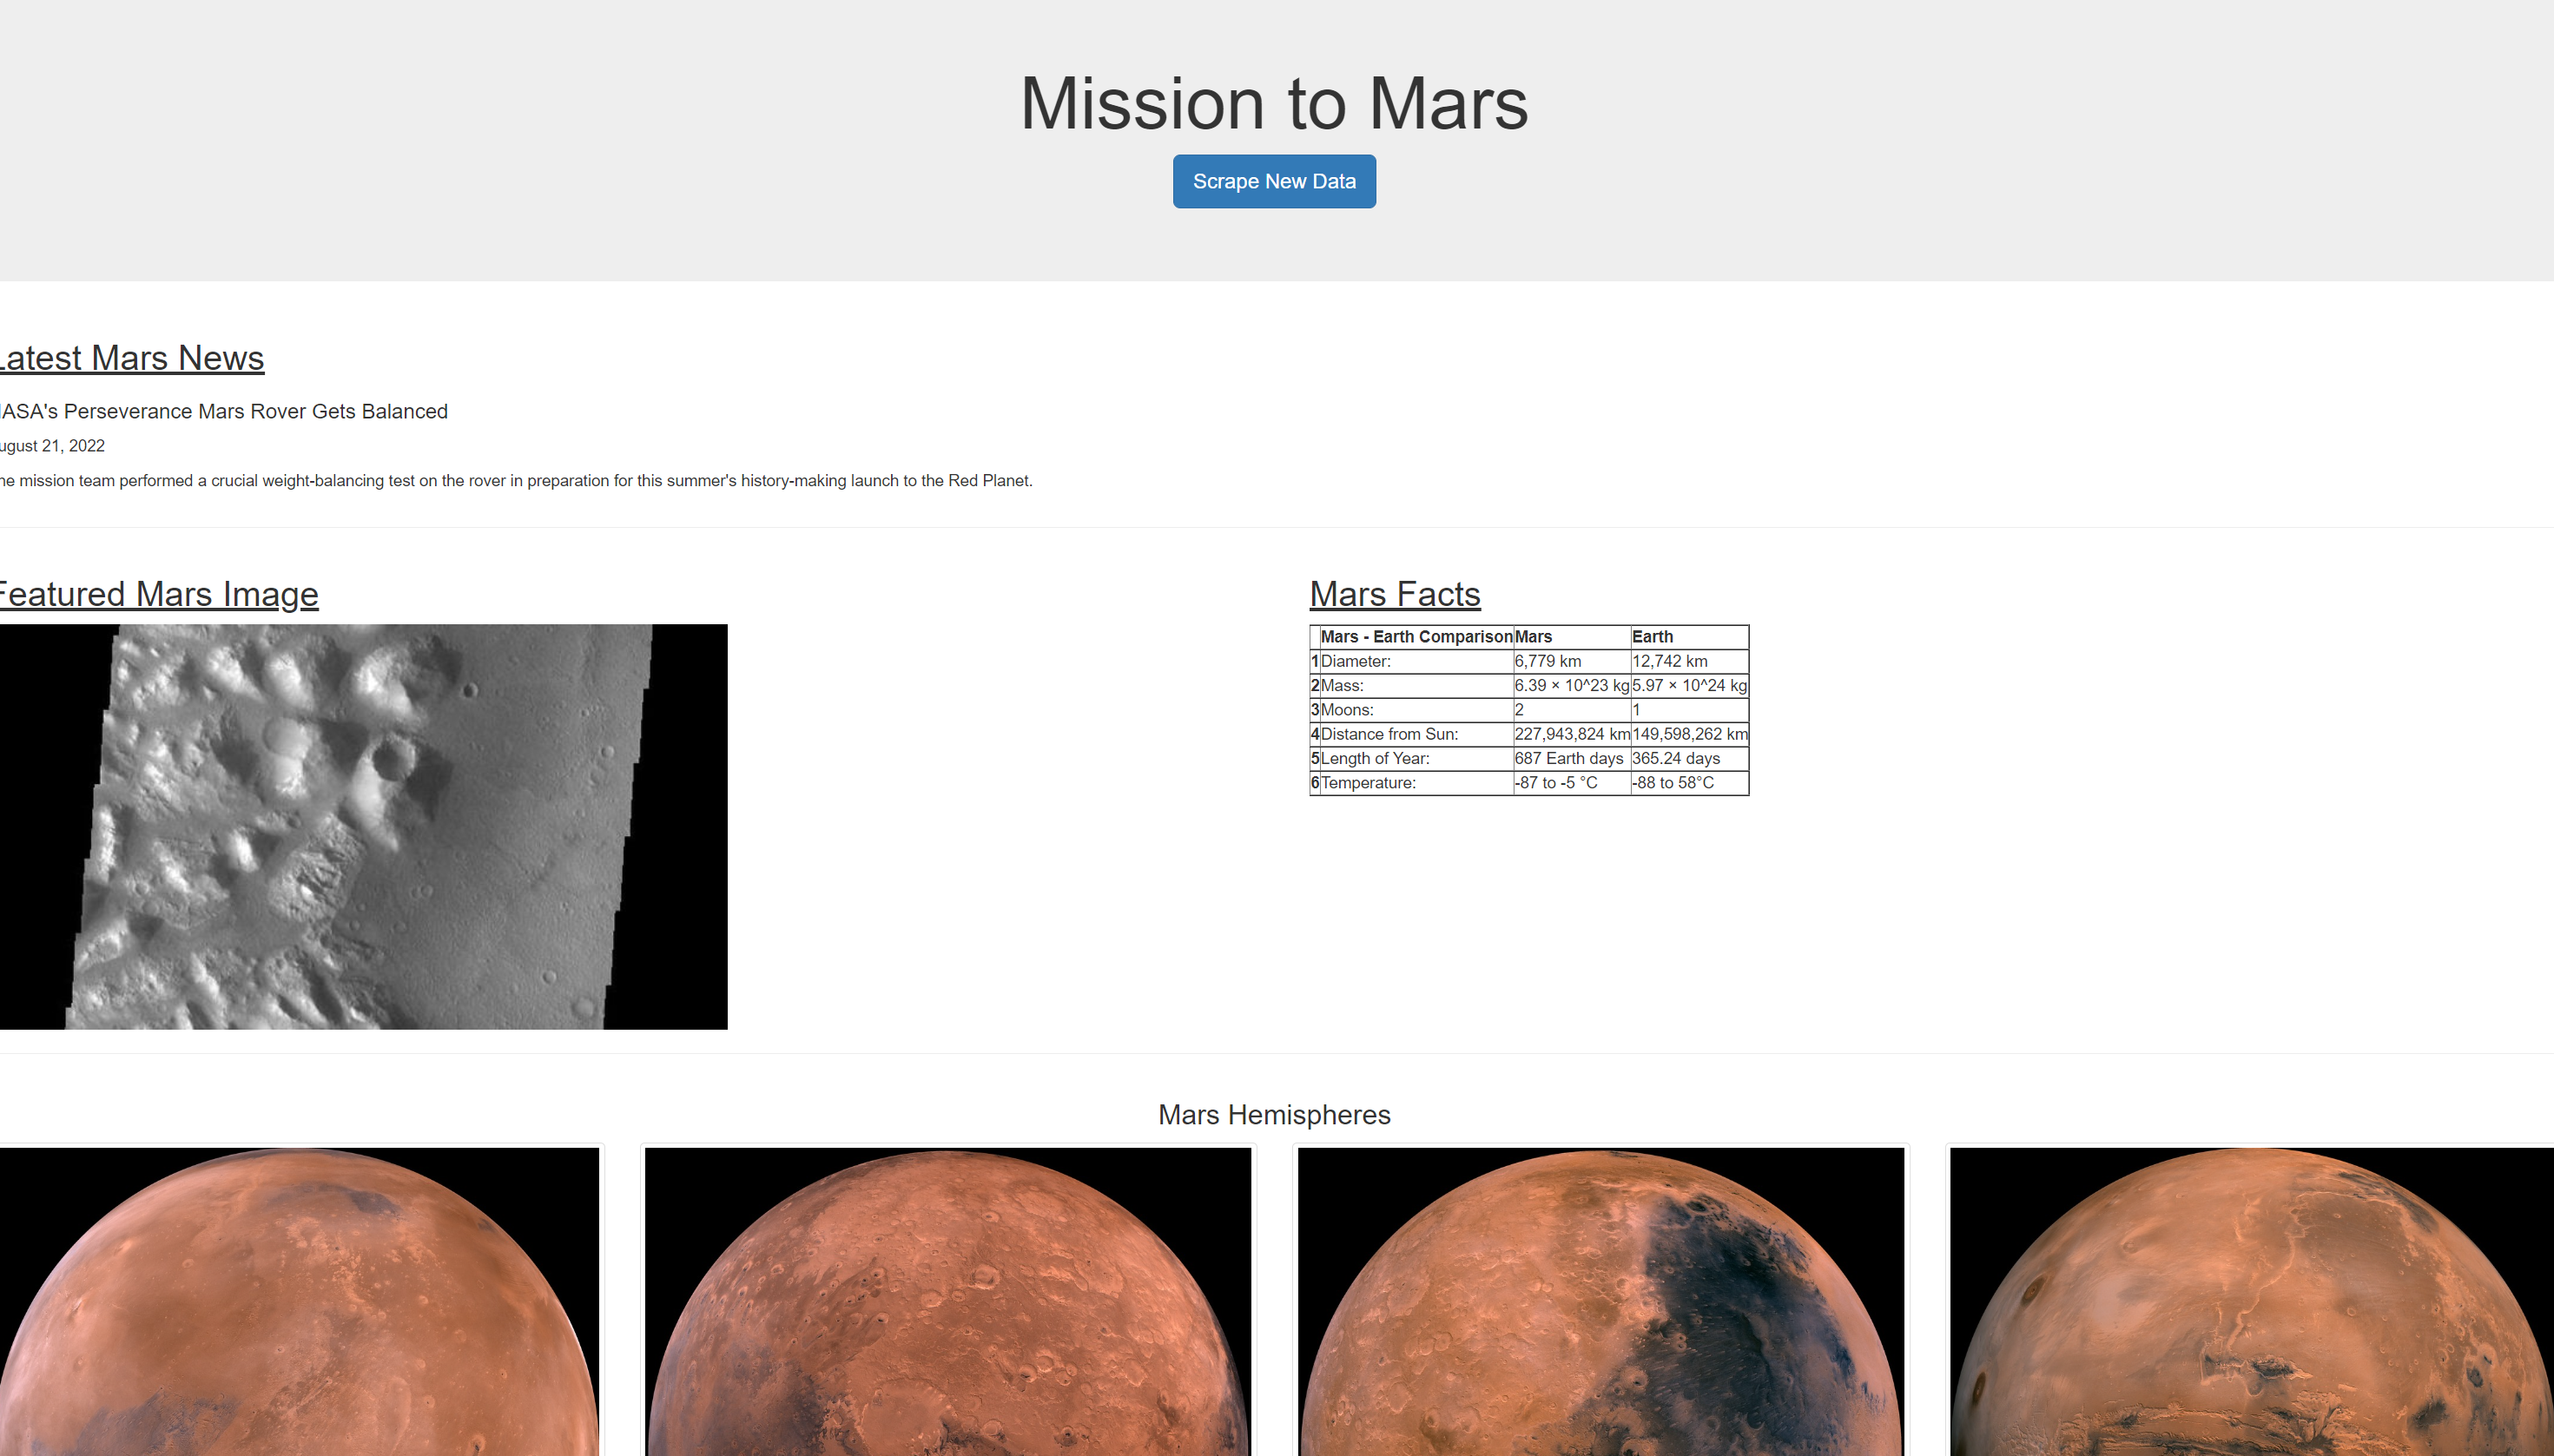 Mission to Mars
Scrape New Data
Latest Mars News
NASA's Perseverance Mars Rover Gets Balanced
August 21, 2022
The mission team performed a crucial weight-balancing test on the rover in preparation for this summer's history-making launch to the Red Planet.
Featured Mars Image
Mars Facts
Mars - Earth Comparison Mars Earth
1 Diameter: 6,779 km 12,742 km
2 Mass: 6.39 × 10^23 kg 5.97 × 10^24 kg
3 Moons: 2 1
4 Distance from Sun: 227,943,824 km 149,598,262 km
5 Length of Year: 687 Earth days 365.24 days
6 Temperature: -87 to -5 °C -88 to 58°C
Mars Hemispheres